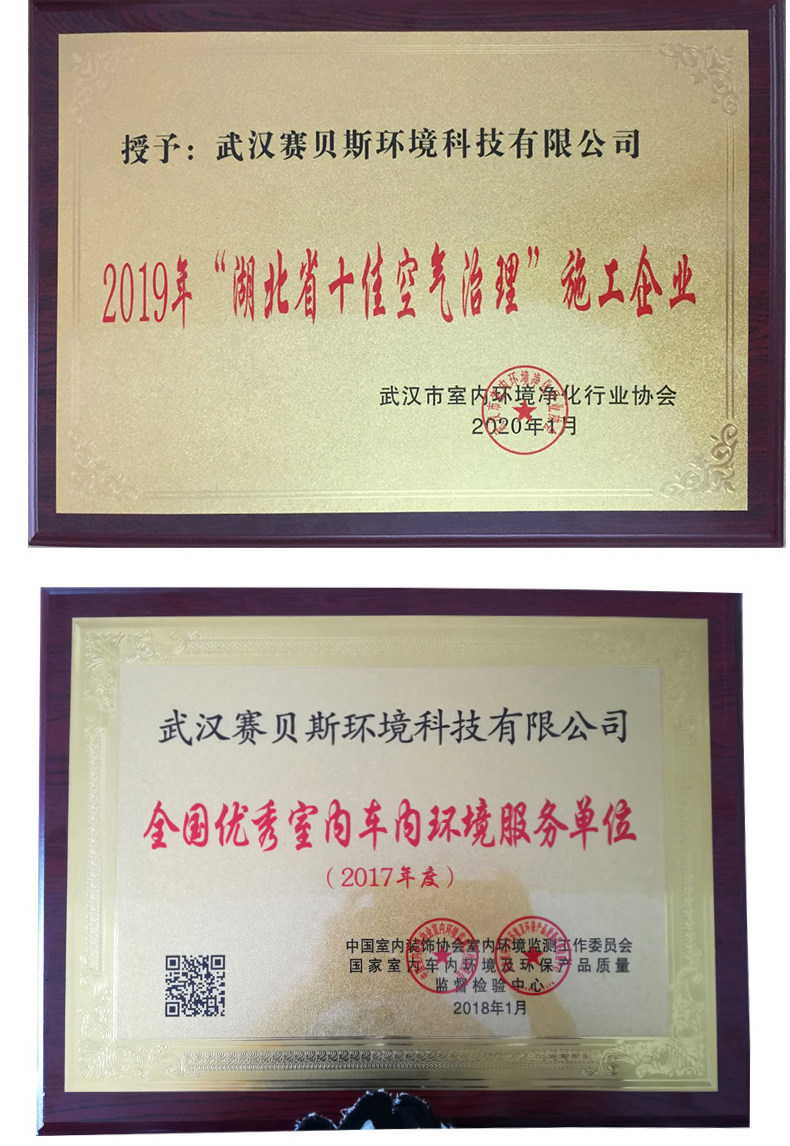 授予：武汉赛贝斯环境科技有限公司
2019年“湖北省十佳空气治理”施工企业
武汉市室内环境净化行业协会
2020年1月
武汉赛贝斯环境科技有限公司
全国优秀室内车内环境服务单位
（2017年度）
中国室内装饰协会室内环境监测工作委员会
国家室内车内环境及环保产品质量
监督检验中心
2018年1月